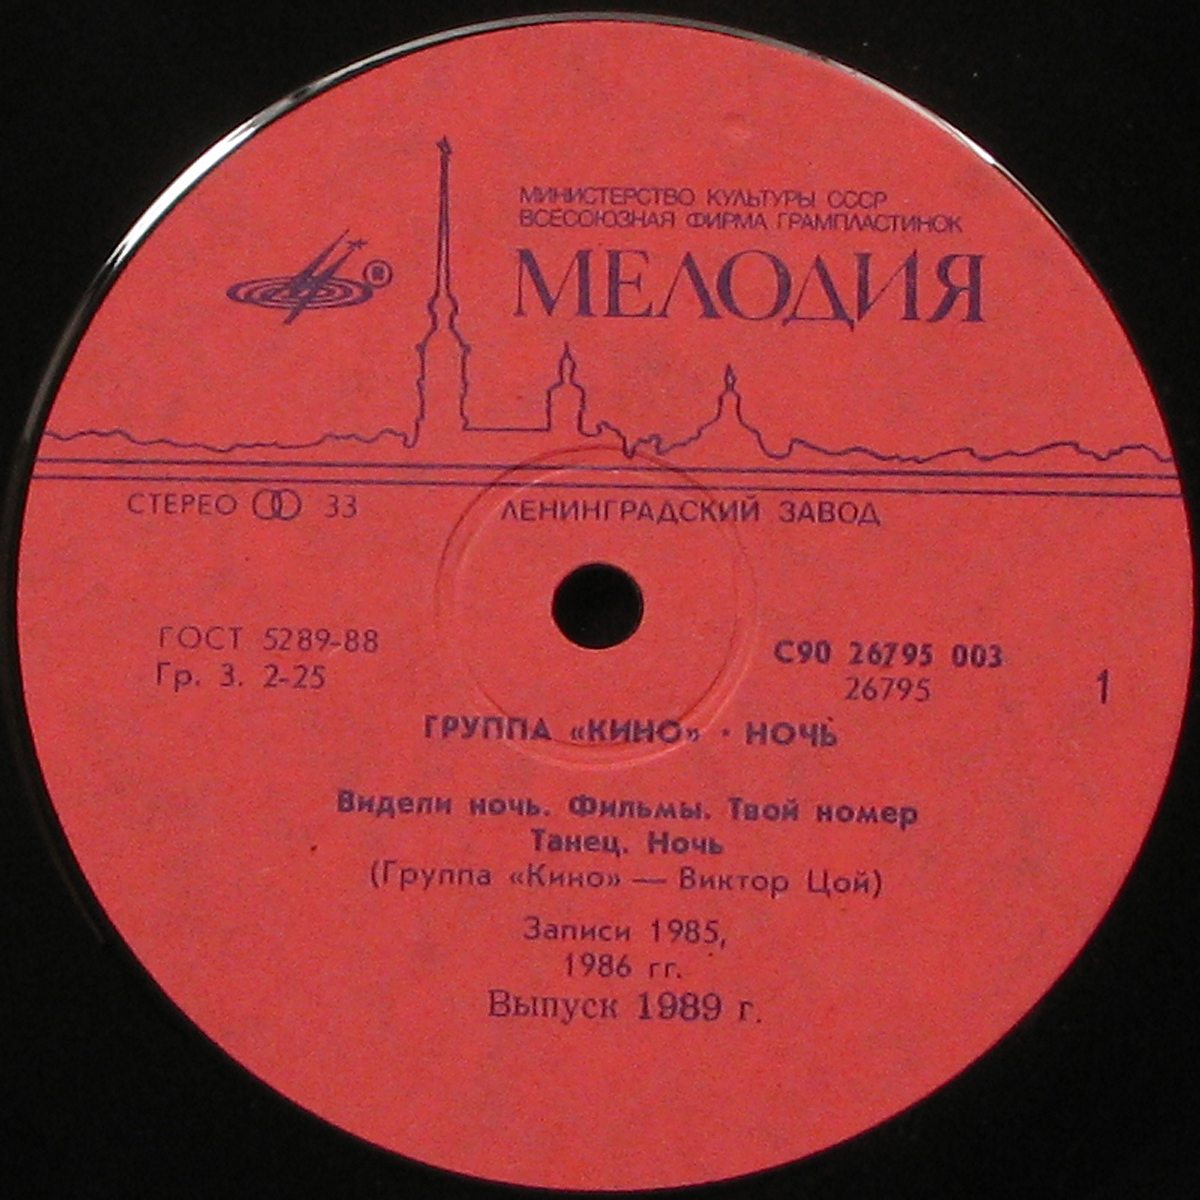 МИНИСТЕРСТВО КУЛЬТУРЫ СССР
ВСЕСОЮЗНАЯ ФИРМА ГРАМПЛАСТИНОК
МЕЛОДИЯ
СТЕРЕО 33
ЛЕНИНГРАДСКИЙ ЗАВОД
ГОСТ 5289-88
Гр. 3. 2-25
С90 26795 003
26795
1
ГРУППА «КИНО» · НОЧЬ
Видели ночь. Фильмы. Твой номер
Танец. Ночь
(Группа «Кино» — Виктор Цой)
Записи 1985,
1986 гг.
Выпуск 1989 г.